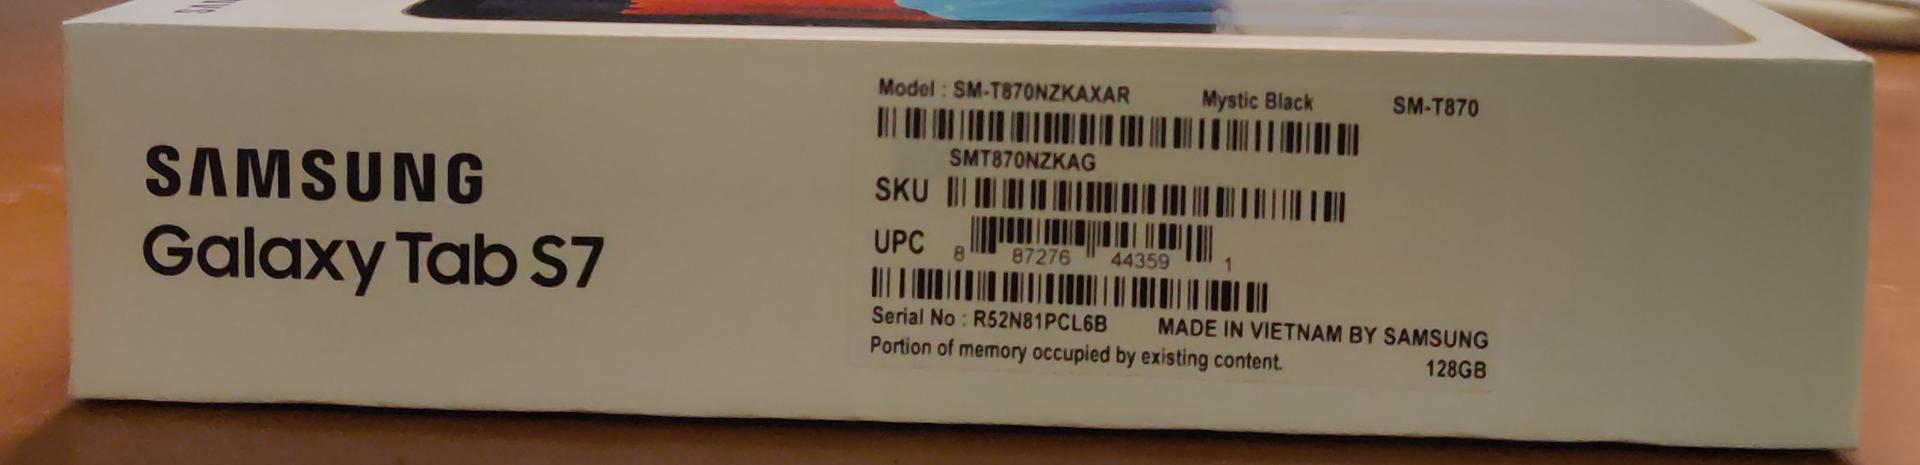 SAMSUNG
Galaxy Tab S7
Model : SM-T870NZKAXAR Mystic Black SM-T870
SMT870NZKAG
SKU
UPC 8 87276 44359 1
Serial No : R52N81PCL6B MADE IN VIETNAM BY SAMSUNG
Portion of memory occupied by existing content. 128GB